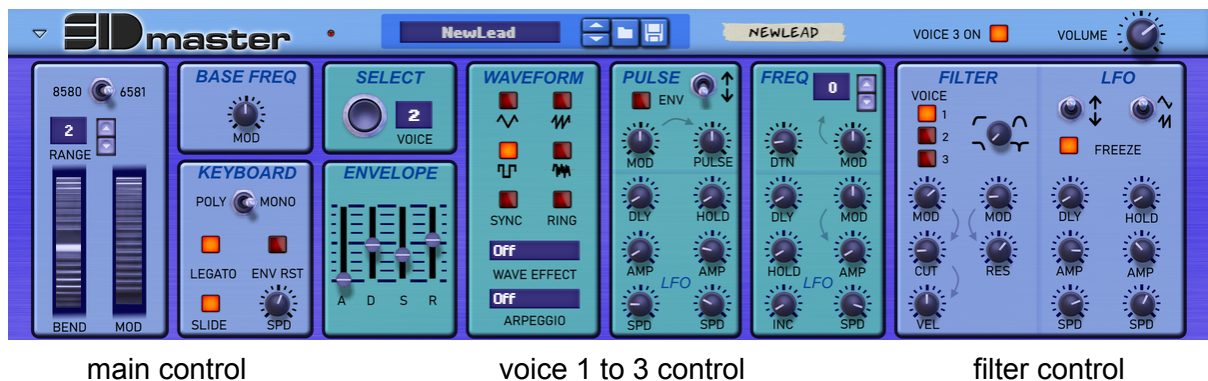 SIDmaster NewLead NEWLEAD VOICE 3 ON VOLUME
8580 6581
2
RANGE
BEND MOD
BASE FREQ
MOD
KEYBOARD
POLY MONO
LEGATO ENV RST
SLIDE SPD
SELECT
2
VOICE
ENVELOPE
A D S R
WAVEFORM
SYNC RING
Off
WAVE EFFECT
Off
ARPEGGIO
PULSE
ENV
MOD PULSE
DLY HOLD
AMP AMP
LFO
SPD SPD
FREQ
0
DTN MOD
DLY MOD
HOLD AMP
LFO
INC SPD
FILTER
VOICE
1
2
3
MOD MOD
CUT RES
VEL
LFO
FREEZE
DLY HOLD
AMP AMP
SPD SPD
main control voice 1 to 3 control filter control